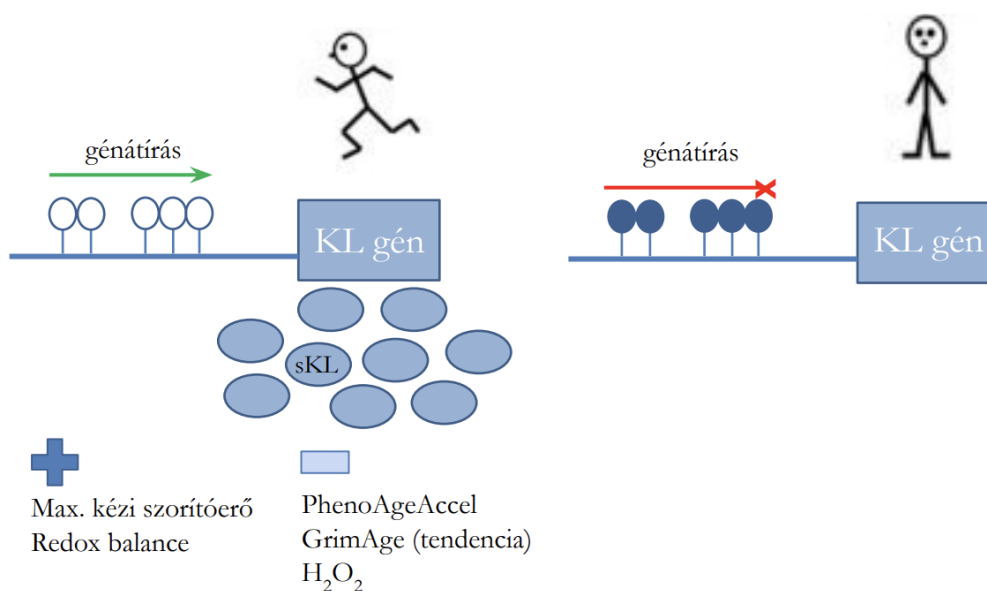 génátírás
KL gén
sKL
Max. kézi szorítóerő
Redox balance
PhenoAgeAccel
GrimAge (tendencia)
H₂O₂
génátírás
KL gén